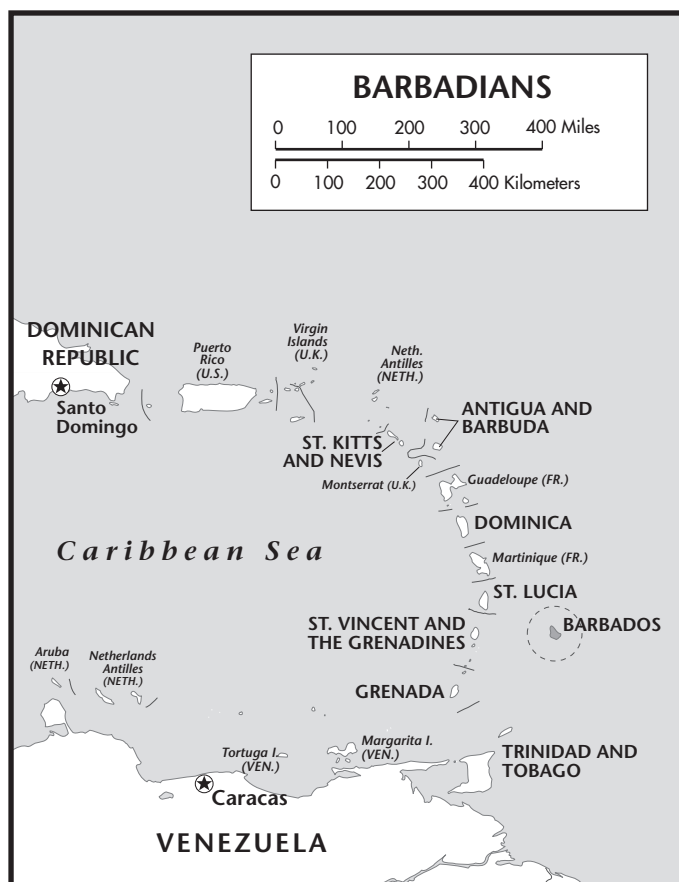 BARBADIANS
0 100 200 300 400 Miles
0 100 200 300 400 Kilometers
DOMINICAN
REPUBLIC
Santo
Domingo
Puerto
Rico
(U.S.)
Virgin
Islands
(U.K.)
Neth.
Antilles
(NETH.)
ANTIGUA AND
BARBUDA
ST. KITTS
AND NEVIS
Montserrat (U.K.)
Guadeloupe (FR.)
DOMINICA
Caribbean Sea
Martinique (FR.)
ST. LUCIA
ST. VINCENT AND
THE GRENADINES
BARBADOS
Aruba
(NETH.)
Netherlands
Antilles
(NETH.)
GRENADA
Tortuga I.
(VEN.)
Margarita I.
(VEN.)
TRINIDAD AND
TOBAGO
Caracas
VENEZUELA